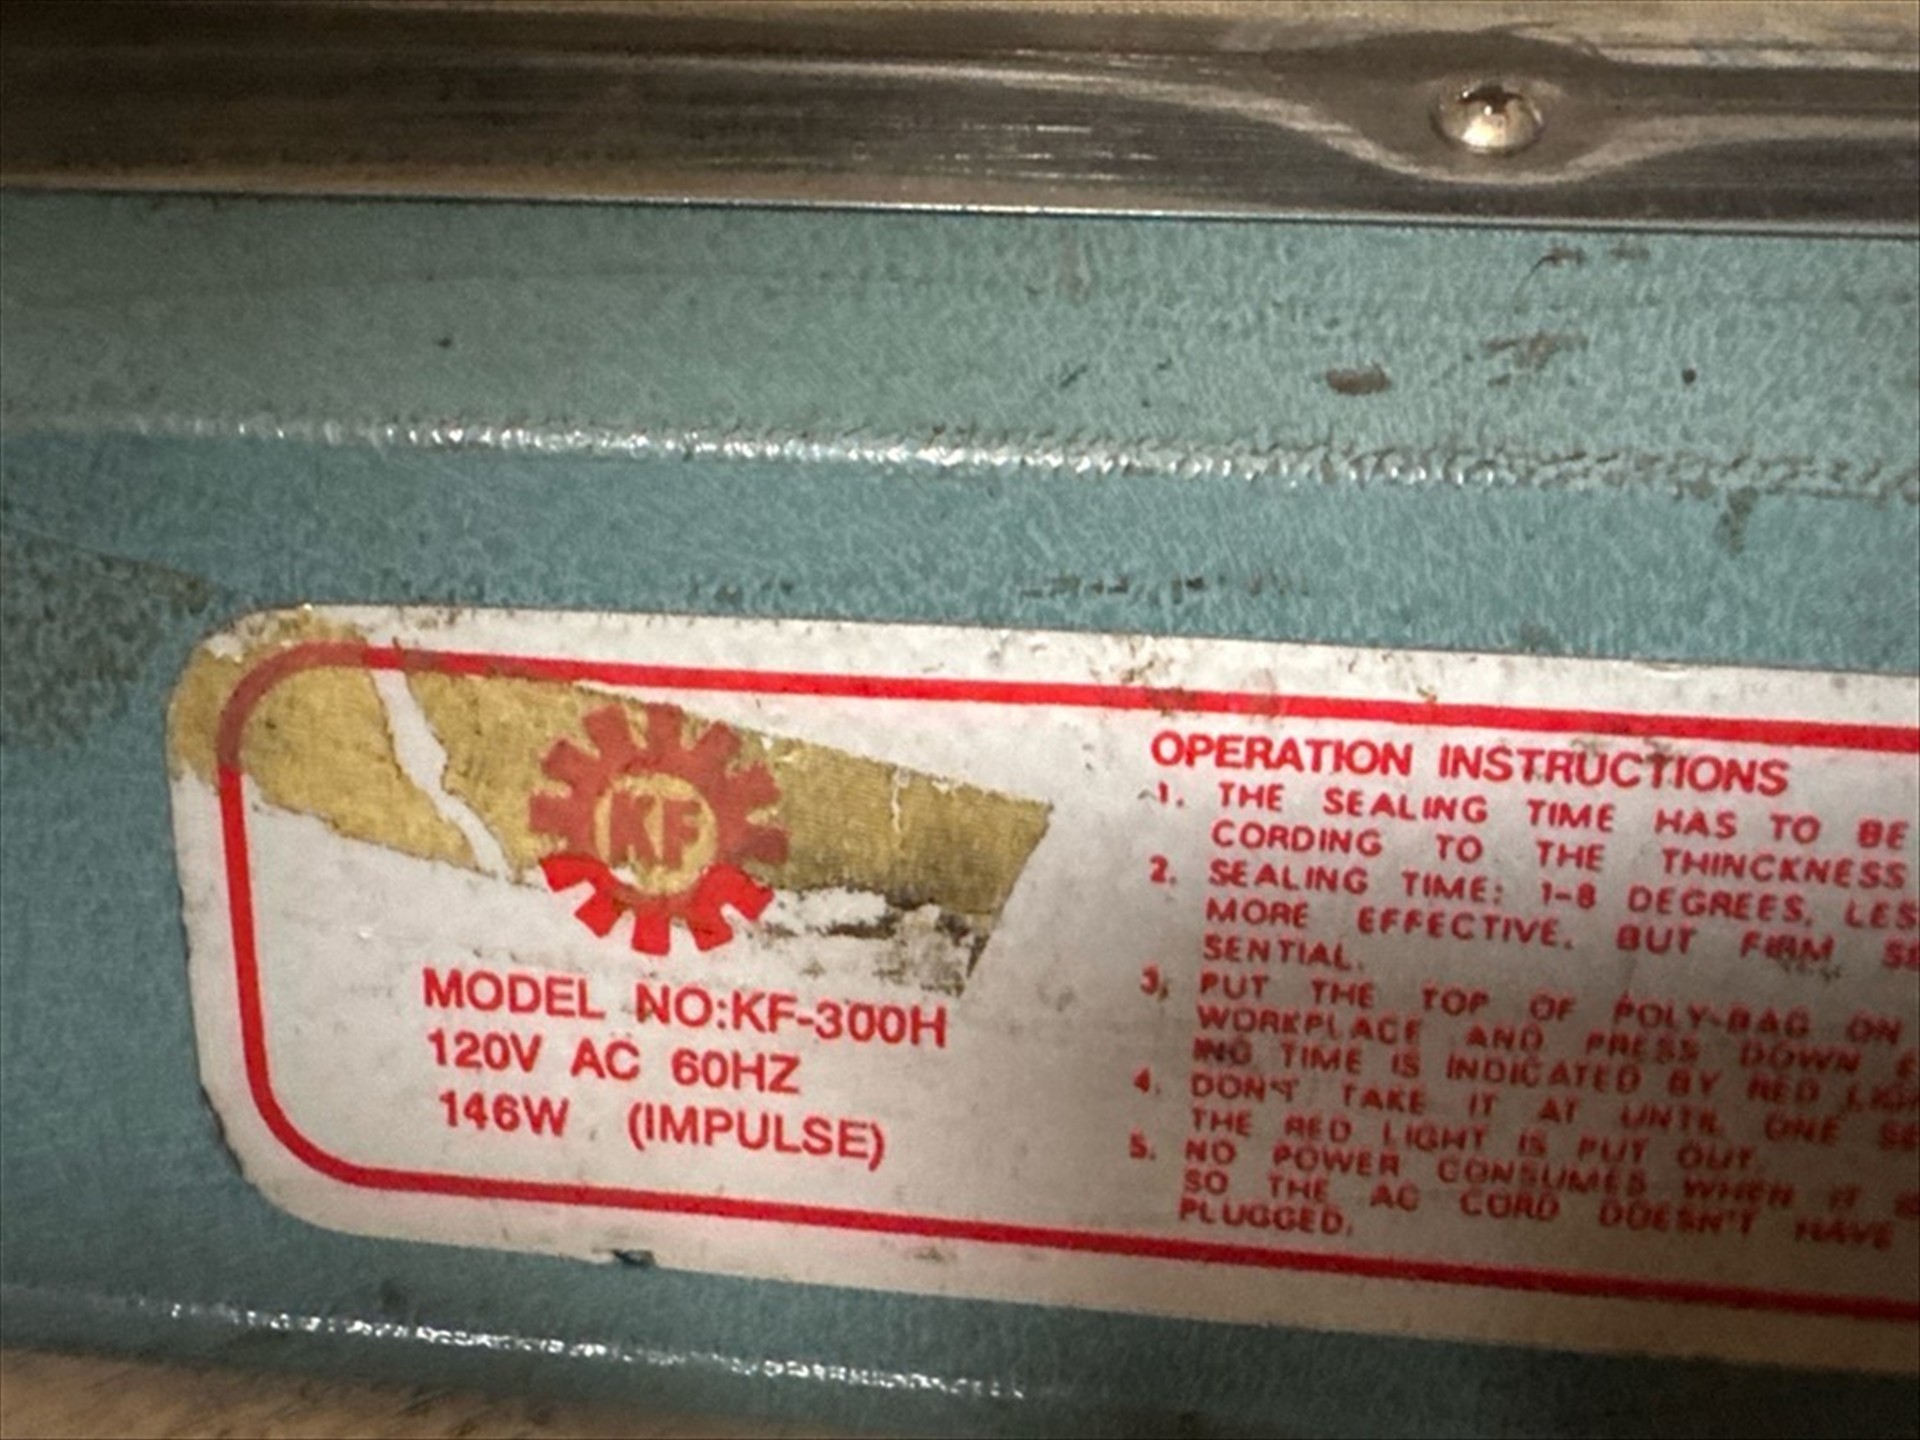 KF
MODEL NO:KF-300H
120V AC 60HZ
146W (IMPULSE)
OPERATION INSTRUCTIONS
1. THE SEALING TIME HAS TO BE
CORDING TO THE THINCKNESS
2. SEALING TIME: 1-8 DEGREES. LES
MORE EFFECTIVE. BUT FIRM SE
SENTIAL.
3. PUT THE TOP OF POLY-BAG ON
WORKPLACE AND PRESS DOWN E
ING TIME IS INDICATED BY RED LIGH
4. DON'T TAKE IT AT UNTIL ONE SE
THE RED LIGHT IS PUT OUT.
5. NO POWER CONSUMES WHEN IT
SO THE AC CORD DOESN'T HAVE
PLUGGED.